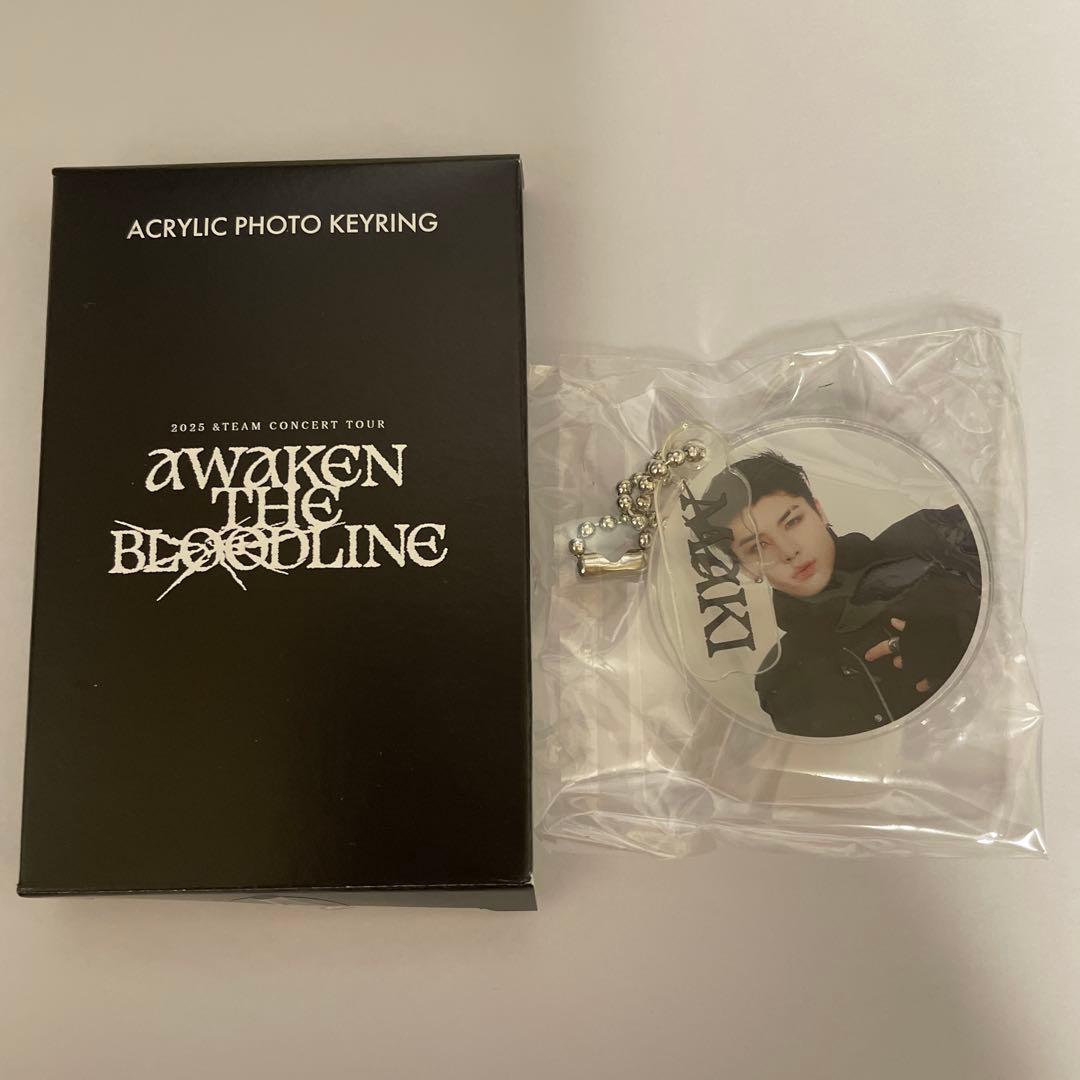 ACRYLIC PHOTO KEYRING
2025 &TEAM CONCERT TOUR
AWAKEN
THE
BLOODLINE
MAKI